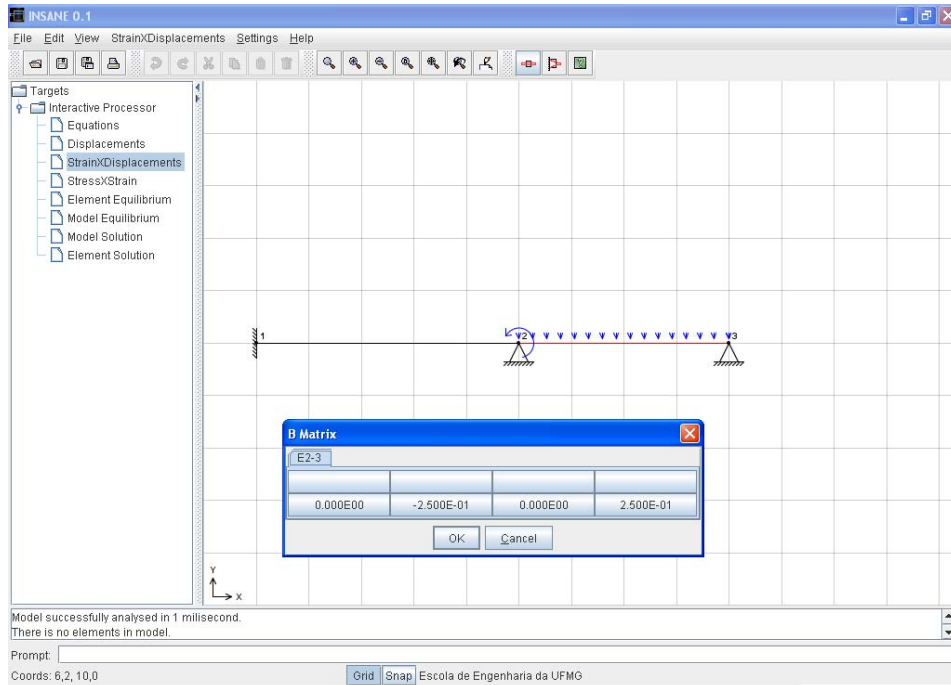 INSANE 0.1
File Edit View StrainXDisplacements Settings Help
Targets
Interactive Processor
Equations
Displacements
StrainXDisplacements
StressXStrain
Element Equilibrium
Model Equilibrium
Model Solution
Element Solution
1
2
3
B Matrix
E2-3
0.000E00 -2.500E-01 0.000E00 2.500E-01
OK Cancel
Y
X
Model successfully analysed in 1 milisecond.
There is no elements in model.
Prompt:
Coords: 6,2, 10,0 Grid Snap Escola de Engenharia da UFMG